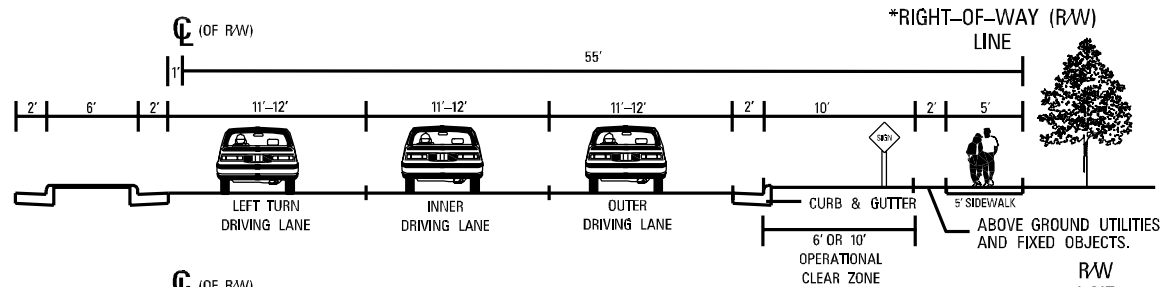 ℄ (OF R/W)
*RIGHT-OF-WAY (R/W)
LINE
1'
55'
2'
6'
2'
11'-12'
11'-12'
11'-12'
2'
10'
2'
5'
SIGN
LEFT TURN
DRIVING LANE
INNER
DRIVING LANE
OUTER
DRIVING LANE
CURB & GUTTER
5' SIDEWALK
ABOVE GROUND UTILITIES
AND FIXED OBJECTS.
6' OR 10'
OPERATIONAL
CLEAR ZONE
R/W
℄ (OF R/W)